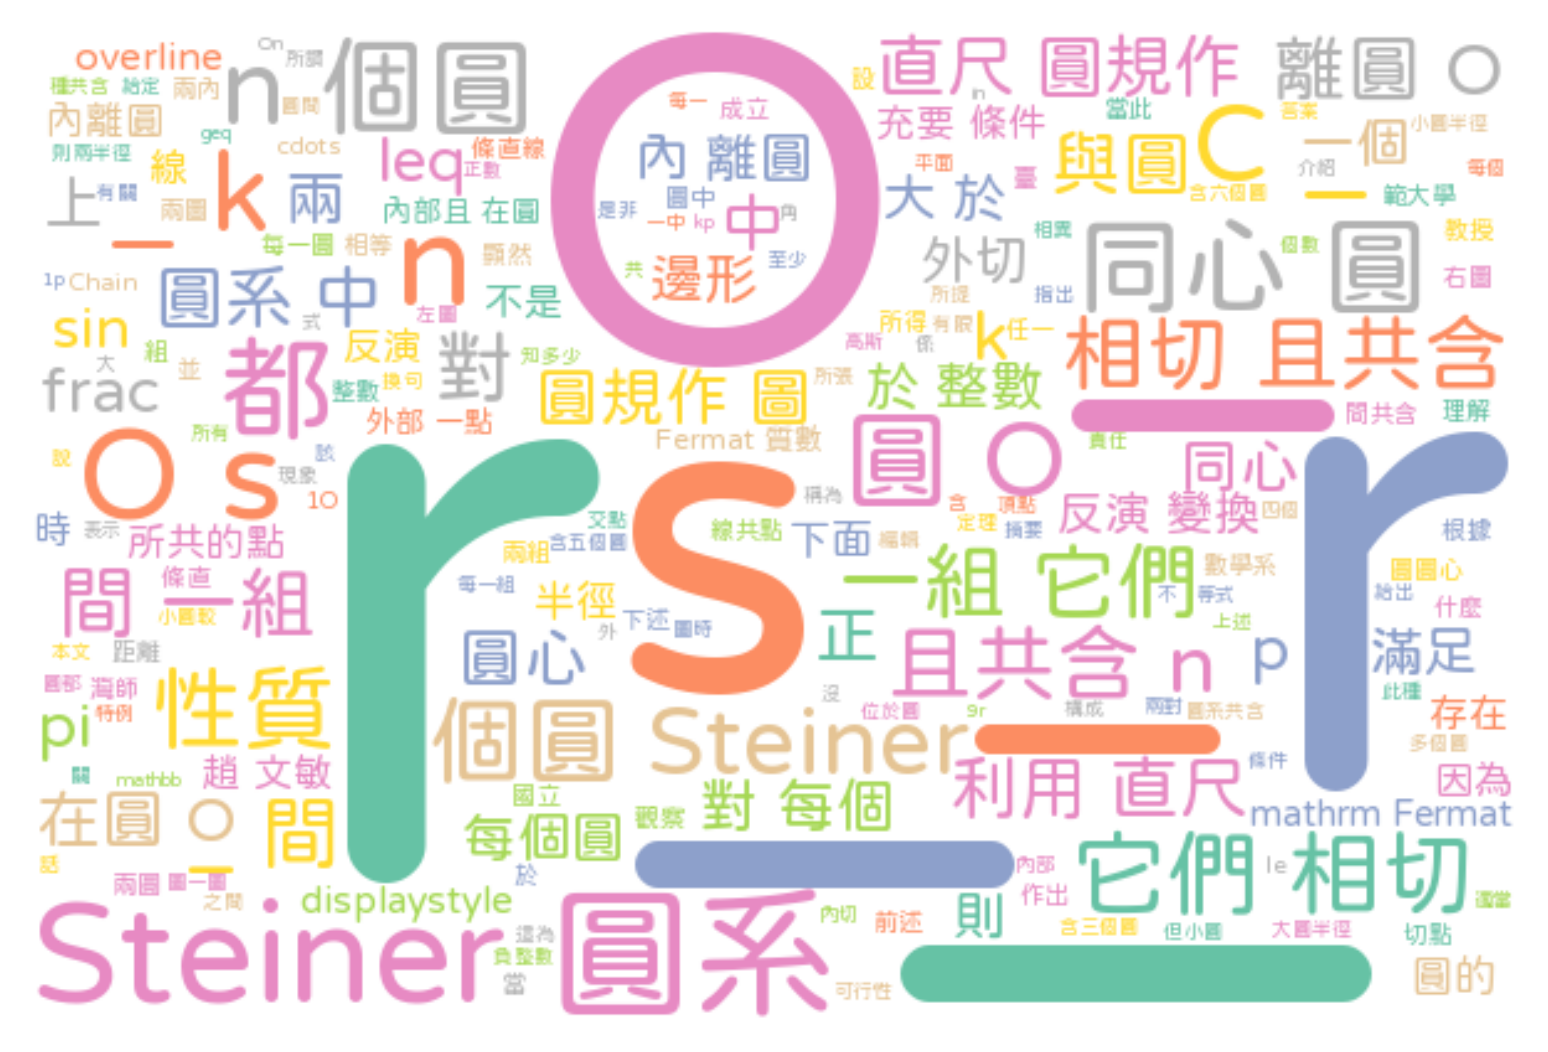 overline On 所謂 n 個圓 直尺 圓規作 離圓 O
種共含 給定 兩內 圓間 設 in 當此 答案 小圓半徑
內離圓 geq cdots 每一 成立 充要 條件 與圓 C 一個
則兩半徑 線 k leq 條直線 正數 內 離圓 平面 介紹 每個
上 有關 兩圓 兩 內部且 在圓 是非 圓中 中 角 大 於 臺 含六個圓 一 範大學
一 每一圓 相等 n 顯然 一中 kp O 外切 相異 同心 圓 個數 教授
1p Chain 圓系 中 左圖 不是 共 邊形 至少 所提 指出 右圖
sin 式 反演 對 知多少 所得 有限 k 任一 相切 且共含
大 組 並 都 整數 換句 高斯 係
frac 外部 一點 圓規作 圖 所張 於 整數 間共含 理解
所有 Fermat 質數 圓 O 責任
說 O s 該 現象 10 r s 稱為 同心 r
時 表示 所共的點 交點 線共點 下面 編輯 含 頂點 定理 摘要 反演 變換 四個 根據
兩組 含五個圓
間 條直 一組 每一組 半徑 一組 它們 數學系 圓圓心
小圓較 下述 圖時 不 等式 給出 什麼
本文 距離 圓心 外 正 且共含 n 上述 p 滿足
圓都 灣師 性質 沒 此種
pi 特例 個圓 Steiner 位於圓 9r 構成 兩對 圓系共含 存在
關 mathbb 趙 文敏 利用 直尺 條件 多個圓 因為
在圓 O 間 國立 觀察 對 每個 mathrm Fermat
話 每個圓 於 內部 它們 le 相切
兩圓 圖一圖 之間 displaystyle 作出 適當
Steiner 圓系 這為 內切 前述 則 含三個圓 但小圓 大圓半徑 切點
負整數 當 可行性 圓的